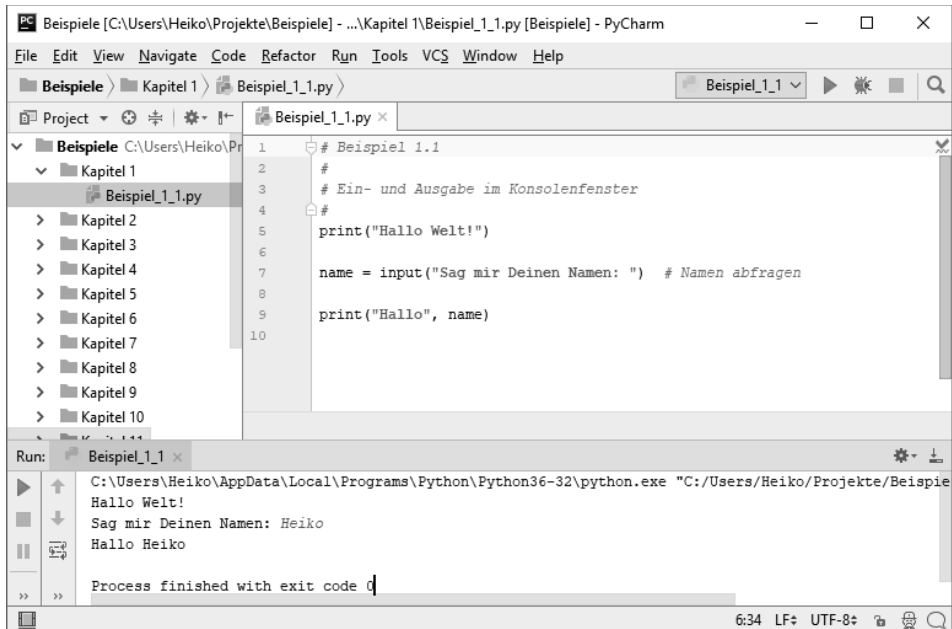 PC Beispiele [C:\Users\Heiko\Projekte\Beispiele] - ...\Kapitel 1\Beispiel_1_1.py [Beispiele] - PyCharm
File Edit View Navigate Code Refactor Run Tools VCS Window Help
Beispiele Kapitel 1 Beispiel_1_1.py Beispiel_1_1
Project Beispiel_1_1.py
Beispiele C:\Users\Heiko\Pr
Kapitel 1
Beispiel_1_1.py
Kapitel 2
Kapitel 3
Kapitel 4
Kapitel 5
Kapitel 6
Kapitel 7
Kapitel 8
Kapitel 9
Kapitel 10
1 # Beispiel 1.1
2 #
3 # Ein- und Ausgabe im Konsolenfenster
4 #
5 print("Hallo Welt!")
6
7 name = input("Sag mir Deinen Namen: ") # Namen abfragen
8
9 print("Hallo", name)
10
Run: Beispiel_1_1
C:\Users\Heiko\AppData\Local\Programs\Python\Python36-32\python.exe "C:/Users/Heiko/Projekte/Beispie
Hallo Welt!
Sag mir Deinen Namen: Heiko
Hallo Heiko
Process finished with exit code 0
6:34 LF UTF-8